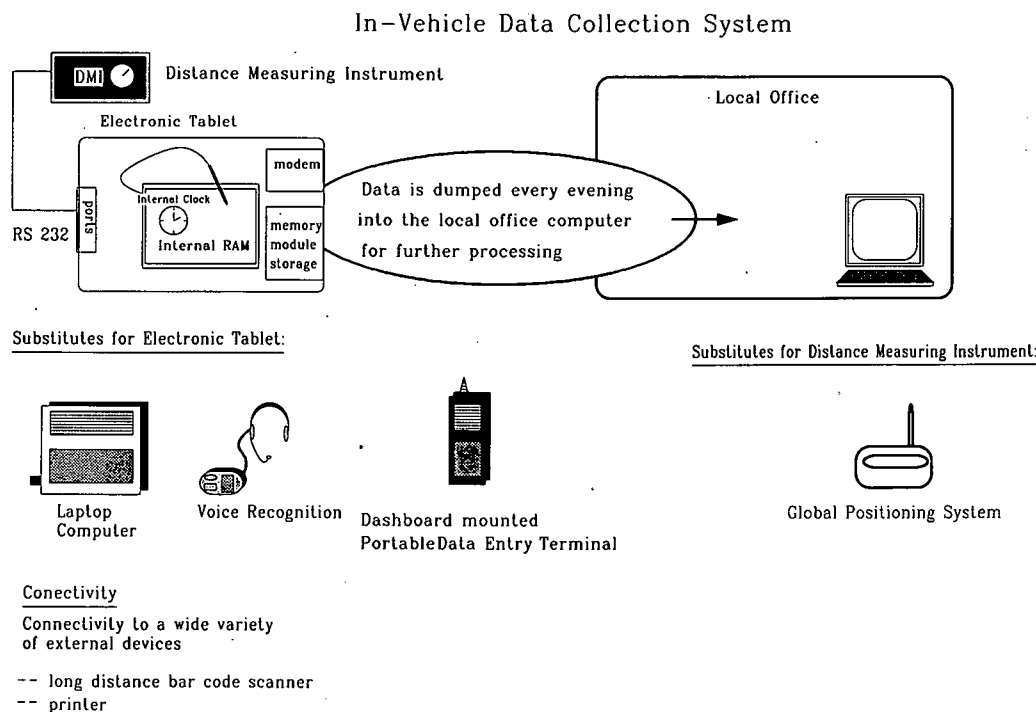 In-Vehicle Data Collection System
DMI
Distance Measuring Instrument
Local Office
Electronic Tablet
modem
Internal Clock
Internal RAM
ports
RS 232
memory
module
storage
Data is dumped every evening
into the local office computer
for further processing
Substitutes for Electronic Tablet:
Substitutes for Distance Measuring Instrument:
Laptop
Computer
Voice Recognition
Dashboard mounted
PortableData Entry Terminal
Global Positioning System
Conectivity
Connectivity to a wide variety
of external devices
-- long distance bar code scanner
-- printer